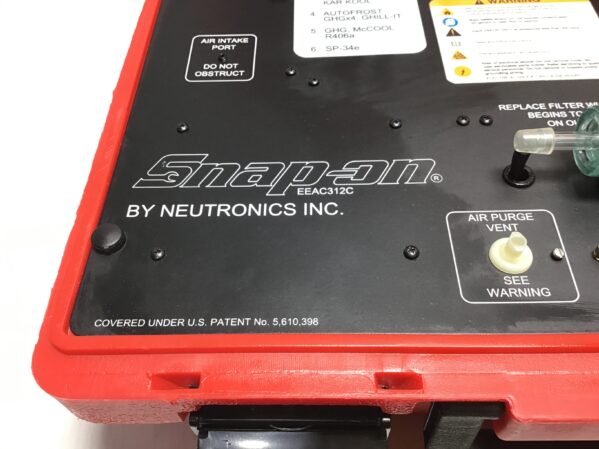 KAR KOOL
4. AUTOFROST
GHGx4, GHILL-IT
5. GHG, McCOOL
R406a
6. SP-34e
WARNING
AIR INTAKE
PORT
DO NOT
OBSTRUCT
REPLACE FILTER
BEGINS TO
ON
Snap-on®
EEAC312C
BY NEUTRONICS INC.
AIR PURGE
VENT
SEE
WARNING
COVERED UNDER U.S. PATENT No. 5,610,398